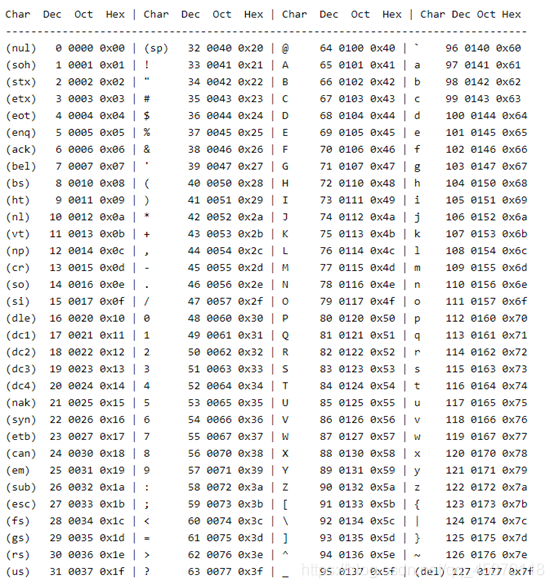 Char  Dec  Oct  Hex | Char  Dec  Oct  Hex | Char  Dec  Oct  Hex | Char Dec Oct Hex
-----------------------------------------------------------------------------------
(nul)   0 0000 0x00 | (sp)   32 0040 0x20 | @      64 0100 0x40 | `      96 0140 0x60
(soh)   1 0001 0x01 | !      33 0041 0x21 | A      65 0101 0x41 | a      97 0141 0x61
(stx)   2 0002 0x02 | "      34 0042 0x22 | B      66 0102 0x42 | b      98 0142 0x62
(etx)   3 0003 0x03 | #      35 0043 0x23 | C      67 0103 0x43 | c      99 0143 0x63
(eot)   4 0004 0x04 | $      36 0044 0x24 | D      68 0104 0x44 | d     100 0144 0x64
(enq)   5 0005 0x05 | %      37 0045 0x25 | E      69 0105 0x45 | e     101 0145 0x65
(ack)   6 0006 0x06 | &      38 0046 0x26 | F      70 0106 0x46 | f     102 0146 0x66
(bel)   7 0007 0x07 | '      39 0047 0x27 | G      71 0107 0x47 | g     103 0147 0x67
(bs)    8 0010 0x08 | (      40 0050 0x28 | H      72 0110 0x48 | h     104 0150 0x68
(ht)    9 0011 0x09 | )      41 0051 0x29 | I      73 0111 0x49 | i     105 0151 0x69
(nl)   10 0012 0x0a | *      42 0052 0x2a | J      74 0112 0x4a | j     106 0152 0x6a
(vt)   11 0013 0x0b | +      43 0053 0x2b | K      75 0113 0x4b | k     107 0153 0x6b
(np)   12 0014 0x0c | ,      44 0054 0x2c | L      76 0114 0x4c | l     108 0154 0x6c
(cr)   13 0015 0x0d | -      45 0055 0x2d | M      77 0115 0x4d | m     109 0155 0x6d
(so)   14 0016 0x0e | .      46 0056 0x2e | N      78 0116 0x4e | n     110 0156 0x6e
(si)   15 0017 0x0f | /      47 0057 0x2f | O      79 0117 0x4f | o     111 0157 0x6f
(dle)  16 0020 0x10 | 0      48 0060 0x30 | P      80 0120 0x50 | p     112 0160 0x70
(dc1)  17 0021 0x11 | 1      49 0061 0x31 | Q      81 0121 0x51 | q     113 0161 0x71
(dc2)  18 0022 0x12 | 2      50 0062 0x32 | R      82 0122 0x52 | r     114 0162 0x72
(dc3)  19 0023 0x13 | 3      51 0063 0x33 | S      83 0123 0x53 | s     115 0163 0x73
(dc4)  20 0024 0x14 | 4      52 0064 0x34 | T      84 0124 0x54 | t     116 0164 0x74
(nak)  21 0025 0x15 | 5      53 0065 0x35 | U      85 0125 0x55 | u     117 0165 0x75
(syn)  22 0026 0x16 | 6      54 0066 0x36 | V      86 0126 0x56 | v     118 0166 0x76
(etb)  23 0027 0x17 | 7      55 0067 0x37 | W      87 0127 0x57 | w     119 0167 0x77
(can)  24 0030 0x18 | 8      56 0070 0x38 | X      88 0130 0x58 | x     120 0170 0x78
(em)   25 0031 0x19 | 9      57 0071 0x39 | Y      89 0131 0x59 | y     121 0171 0x79
(sub)  26 0032 0x1a | :      58 0072 0x3a | Z      90 0132 0x5a | z     122 0172 0x7a
(esc)  27 0033 0x1b | ;      59 0073 0x3b | [      91 0133 0x5b | {     123 0173 0x7b
(fs)   28 0034 0x1c | <      60 0074 0x3c | \      92 0134 0x5c | |     124 0174 0x7c
(gs)   29 0035 0x1d | =      61 0075 0x3d | ]      93 0135 0x5d | }     125 0175 0x7d
(rs)   30 0036 0x1e | >      62 0076 0x3e | ^      94 0136 0x5e | ~     126 0176 0x7e
(us)   31 0037 0x1f | ?      63 0077 0x3f | _      95 0137 0x5f | (del) 127 0177 0x7f